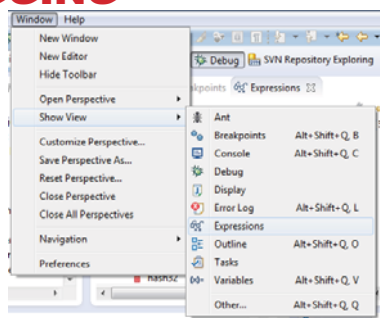 Window Help
New Window
New Editor
Hide Toolbar
Open Perspective
Show View
Customize Perspective...
Save Perspective As...
Reset Perspective...
Close Perspective
Close All Perspectives
Navigation
Preferences
Debug SVN Repository Exploring
Expressions
Ant
Breakpoints Alt+Shift+Q, B
Console Alt+Shift+Q, C
Debug
Display
Error Log Alt+Shift+Q, L
Expressions
Outline Alt+Shift+Q, O
Tasks
Variables Alt+Shift+Q, V
Other... Alt+Shift+Q, Q
hash32